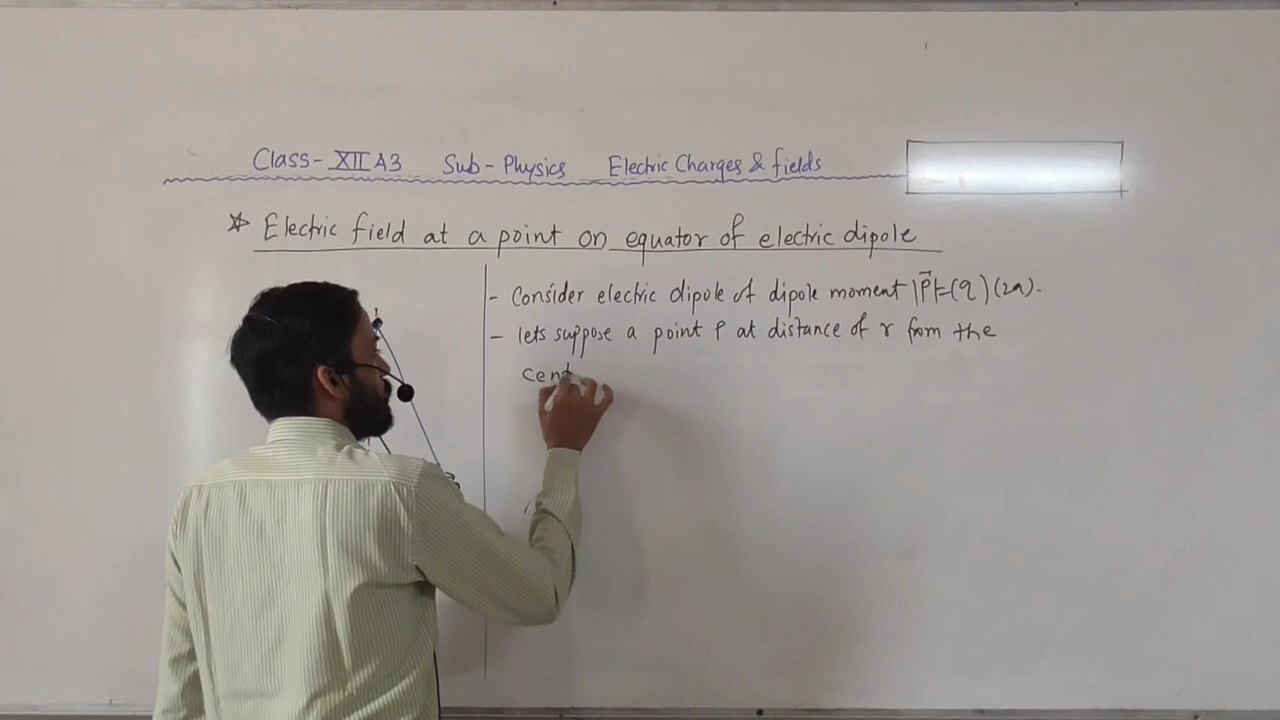 Class- XII A3 Sub- Physics Electric Charges & fields
☆ Electric field at a point on equator of electric dipole
- Consider electric dipole of dipole moment |P⃗|=(q)(2a).
- lets suppose a point P at distance of r from the
cent